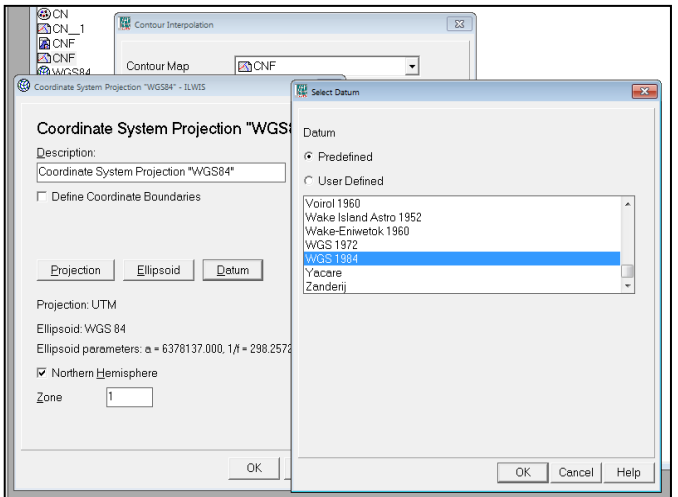 CN
CN__1
CNF
CNF
WGS84
Contour Interpolation
Contour Map
CNF
Coordinate System Projection "WGS84" - ILWIS
Coordinate System Projection "WGS8
Description:
Coordinate System Projection "WGS84"
Define Coordinate Boundaries
Projection
Ellipsoid
Datum
Projection: UTM
Ellipsoid: WGS 84
Ellipsoid parameters: a = 6378137.000, 1/f = 298.2572
Northern Hemisphere
Zone
1
OK
Select Datum
Datum
Predefined
User Defined
Voirol 1960
Wake Island Astro 1952
Wake-Eniwetok 1960
WGS 1972
WGS 1984
Yacare
Zanderij
OK
Cancel
Help